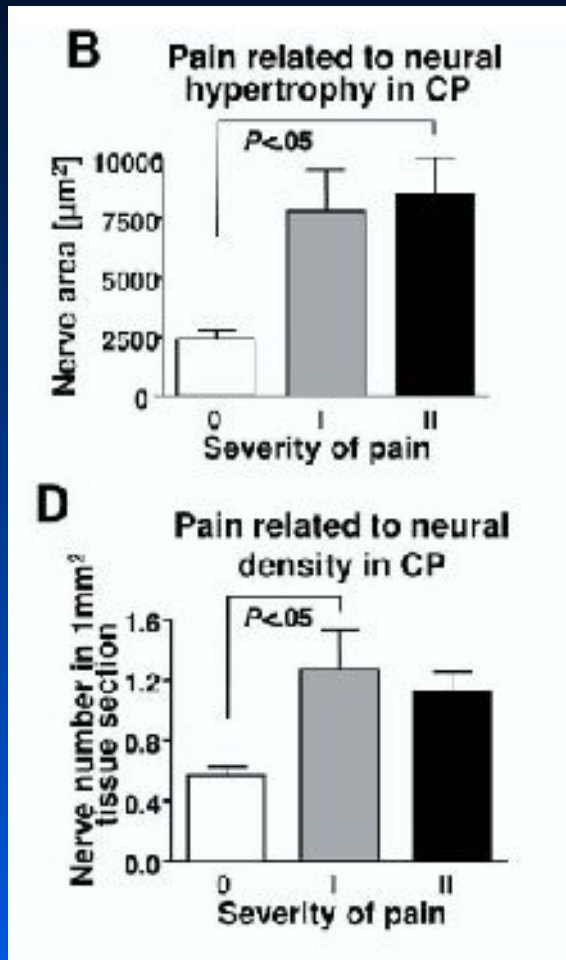 B
Pain related to neural
hypertrophy in CP
P<.05
Nerve area [µm²]
10000
7500
5000
2500
0
0 I II
Severity of pain
D
Pain related to neural
density in CP
P<.05
Nerve number in 1mm²
tissue section
1.6
1.2
0.8
0.4
0.0
0 I II
Severity of pain